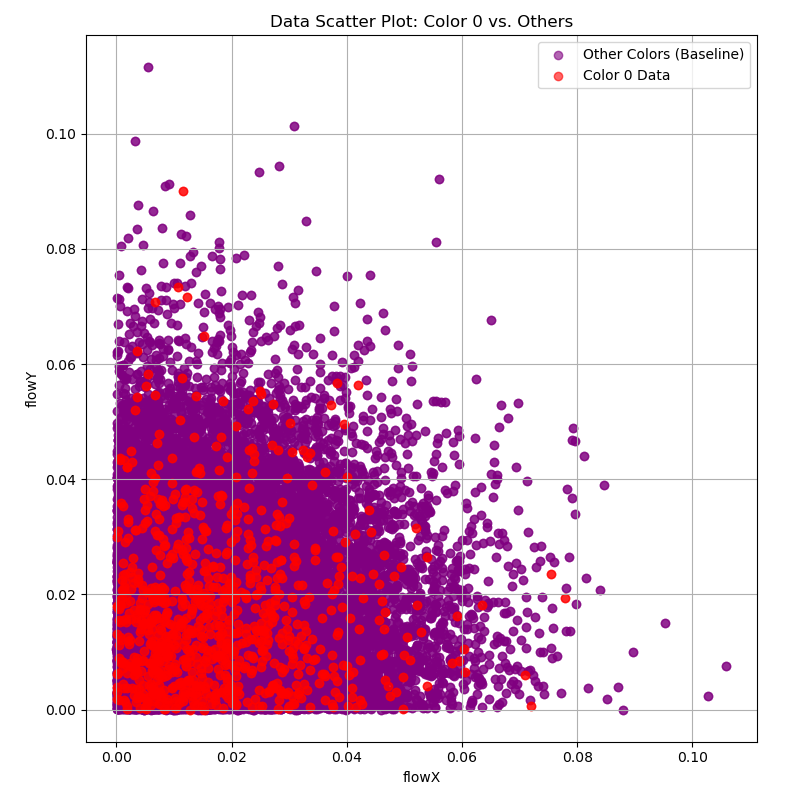 Data Scatter Plot: Color 0 vs. Others
Other Colors (Baseline)
Color 0 Data
flowY
0.10
0.08
0.06
0.04
0.02
0.00
0.00 0.02 0.04 0.06 0.08 0.10
flowX